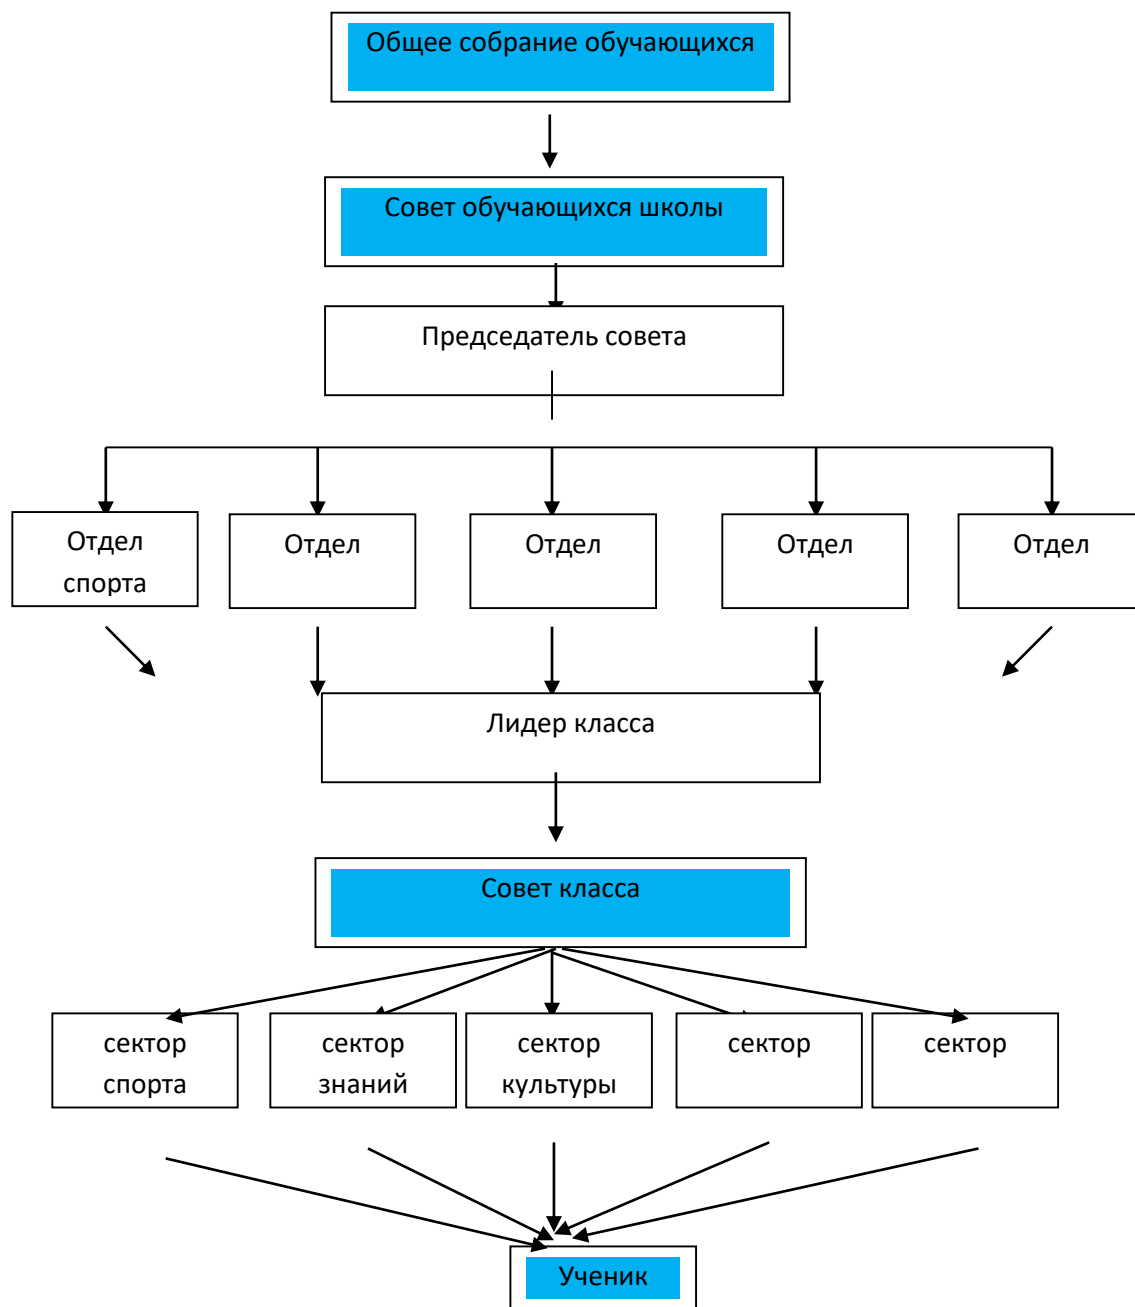 Общее собрание обучающихся
Совет обучающихся школы
Председатель совета
Отдел
спорта
Отдел
Отдел
Отдел
Отдел
Лидер класса
Совет класса
сектор
спорта
сектор
знаний
сектор
культуры
сектор
сектор
Ученик